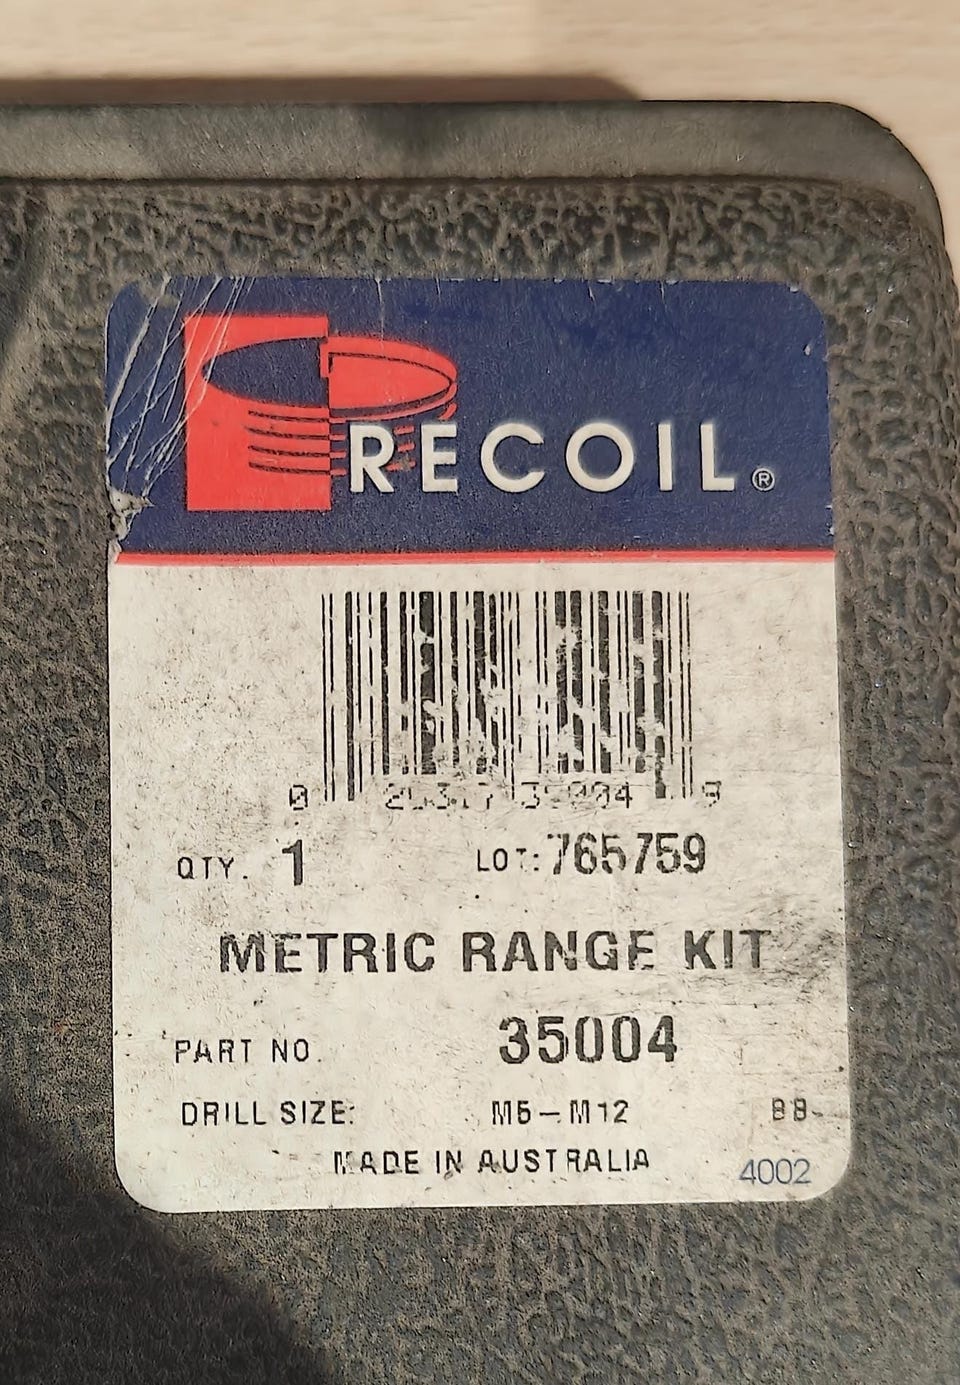 RECOIL®
QTY. 1 LOT: 765759
METRIC RANGE KIT
PART NO. 35004
DRILL SIZE: M5-M12
MADE IN AUSTRALIA 4002